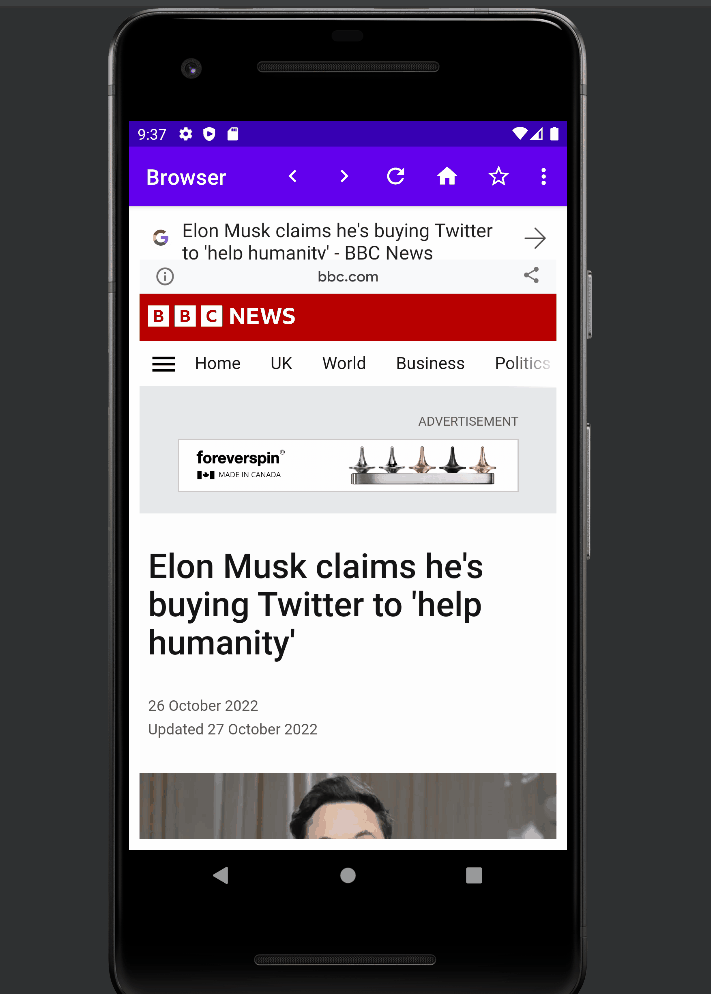 9:37
Browser
Elon Musk claims he's buying Twitter
to 'help humanity' - BBC News
bbc.com
BBC NEWS
Home UK World Business Politics
ADVERTISEMENT
foreverspin®
MADE IN CANADA
Elon Musk claims he's
buying Twitter to 'help
humanity'
26 October 2022
Updated 27 October 2022